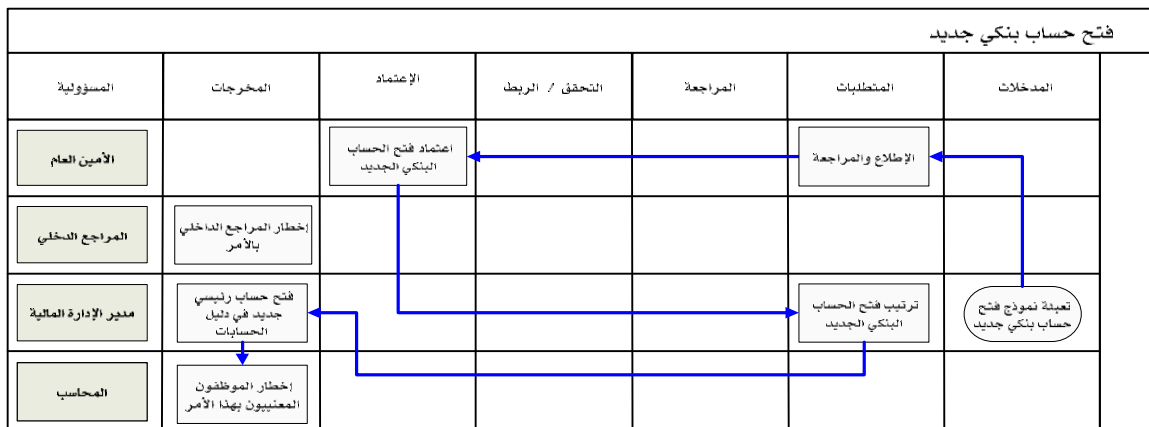 فتح حساب بنكي جديد
المدخلات
المتطلبات
المراجعة
التحقق / الربط
الإعتماد
المخرجات
المسؤولية
الإطلاع والمراجعة
اعتماد فتح الحساب
البنكي الجديد
الأمين العام
إخطار المراجع الداخلي
بالأمر
المراجع الدخلي
تعبئة نموذج فتح
حساب بنكي جديد
ترتيب فتح الحساب
البنكي الجديد
فتح حساب رئيسي
جديد في دليل
الحسابات
مدير الإدارة المالية
إخطار الموظفون
المعنييون بهذا الأمر
المحاسب